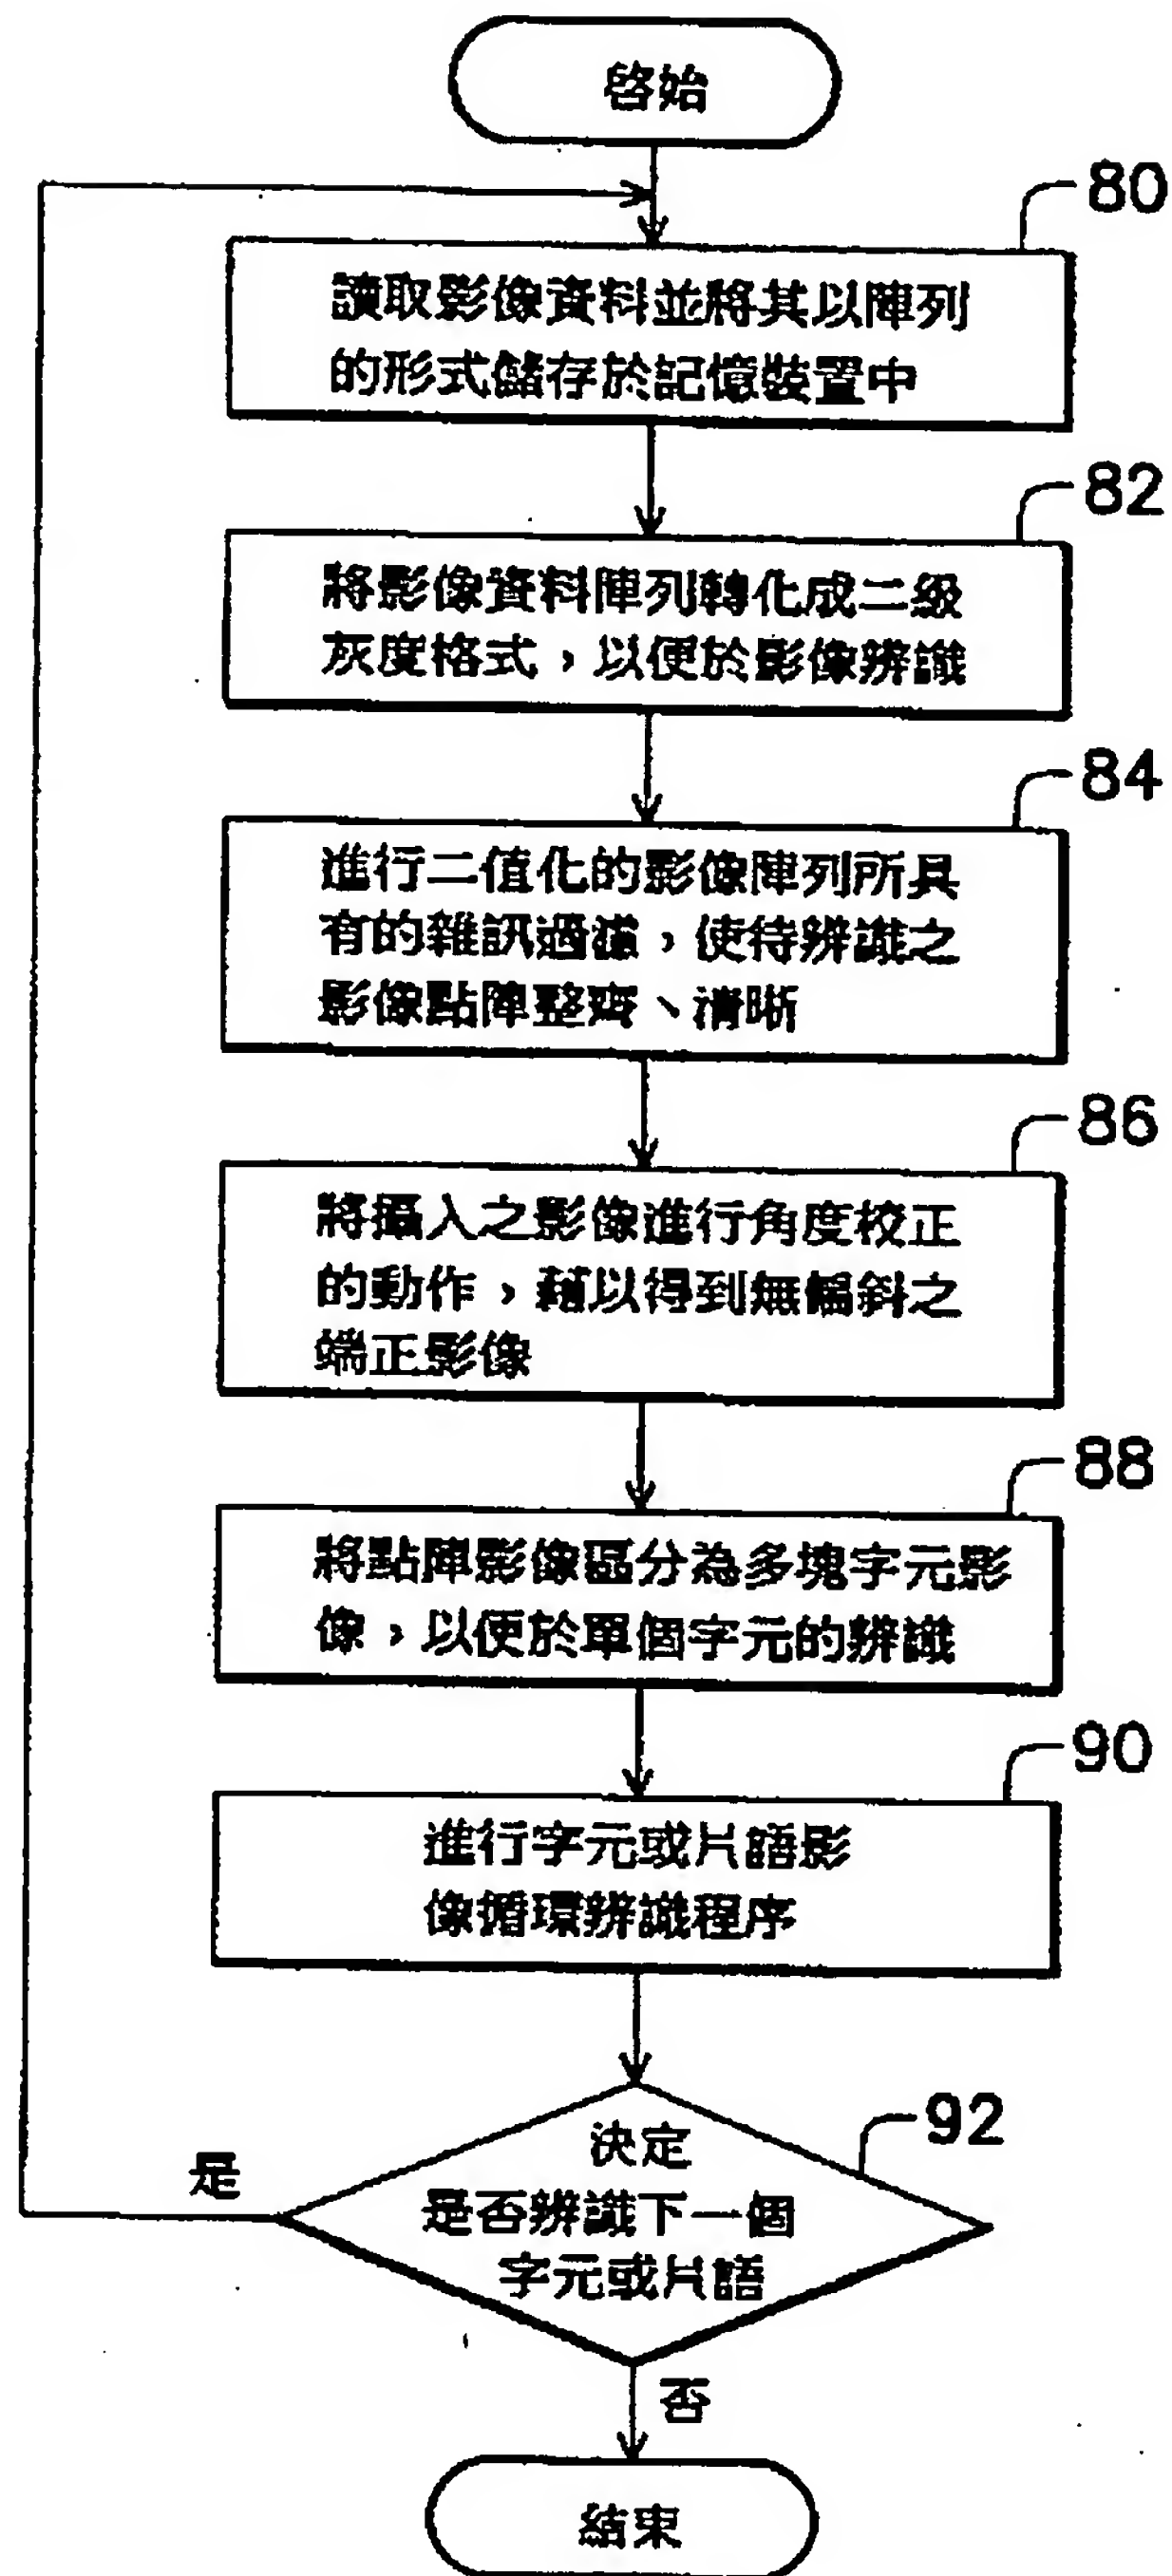 啓始
80
讀取影像資料並將其以陣列
的形式儲存於記憶裝置中
82
將影像資料陣列轉化成二級
灰度格式，以便於影像辨識
84
進行二值化的影像陣列所具
有的雜訊過濾，使待辨識之
影像點陣整齊、清晰
86
將攝入之影像進行角度校正
的動作，藉以得到無偏斜之
端正影像
88
將點陣影像區分為多塊字元影
像，以便於單個字元的辨識
90
進行字元或片語影
像循環辨識程序
92
決定
是否辨識下一個
字元或片語
是
否
結束